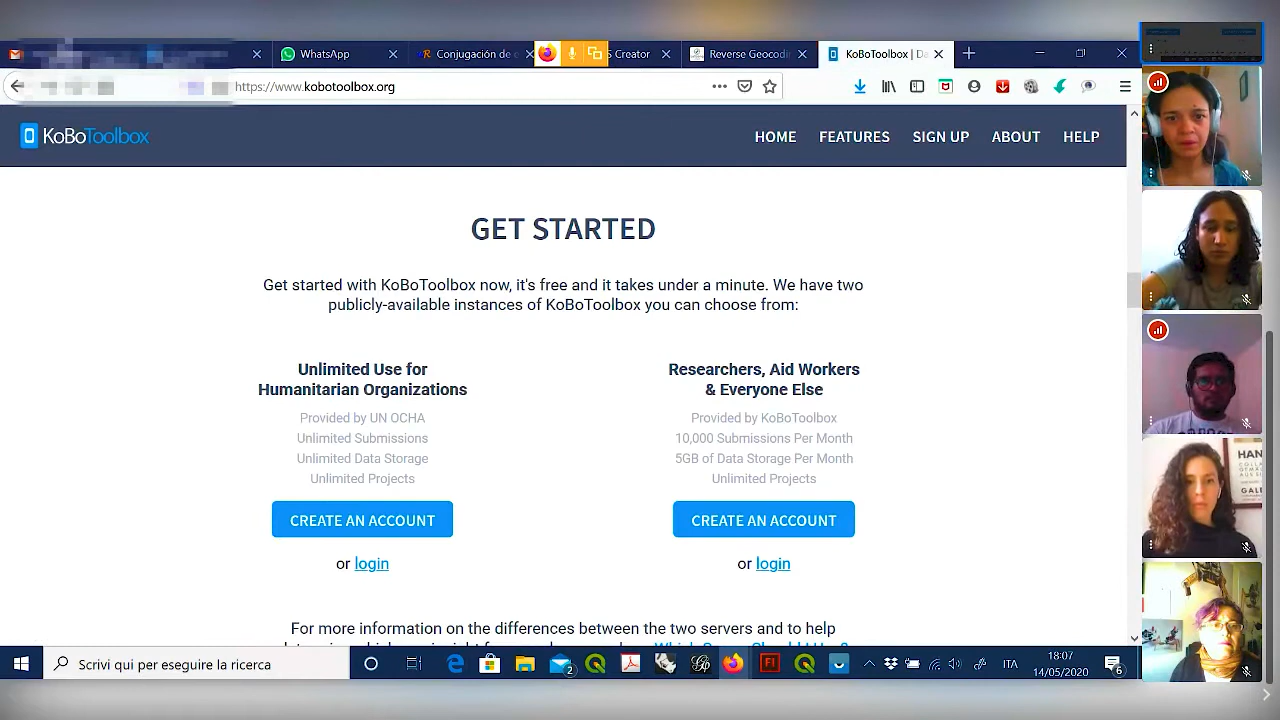 WhatsApp
Conjugación de
S Creator
Reverse Geocodi
KoBoToolbox | Da
https://www.kobotoolbox.org
KoBoToolbox
HOME
FEATURES
SIGN UP
ABOUT
HELP
GET STARTED
Get started with KoBoToolbox now, it's free and it takes under a minute. We have two
publicly-available instances of KoBoToolbox you can choose from:
Unlimited Use for
Humanitarian Organizations
Provided by UN OCHA
Unlimited Submissions
Unlimited Data Storage
Unlimited Projects
CREATE AN ACCOUNT
or login
Researchers, Aid Workers
& Everyone Else
Provided by KoBoToolbox
10,000 Submissions Per Month
5GB of Data Storage Per Month
Unlimited Projects
CREATE AN ACCOUNT
or login
For more information on the differences between the two servers and to help
HAN
GALE
Scrivi qui per eseguire la ricerca
2
ITA
18:07
14/05/2020
6